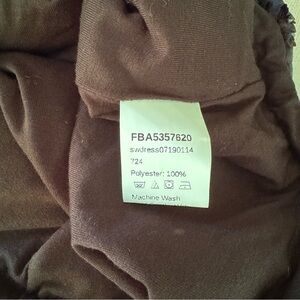 FBA5357620
swdress07190114
724
Polyester: 100%
Machine Wash